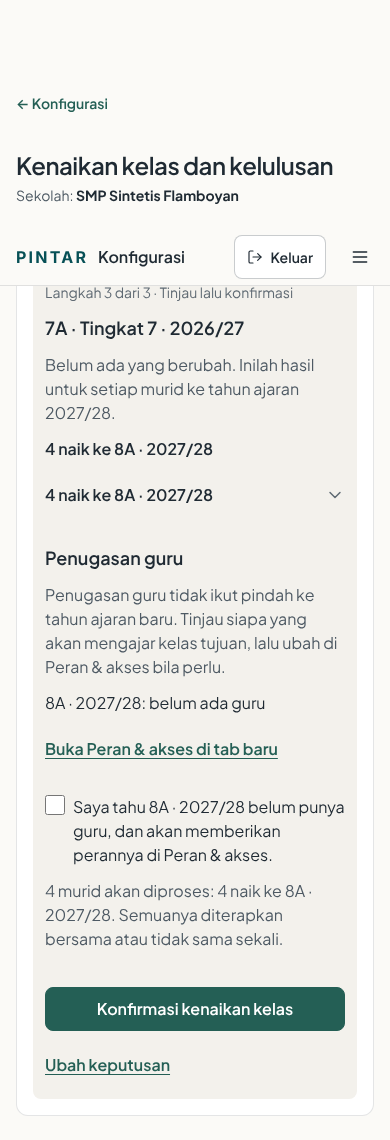 ← Konfigurasi
Kenaikan kelas dan kelulusan
Sekolah: SMP Sintetis Flamboyan
PINTAR Konfigurasi Keluar
Langkah 3 dari 3 · Tinjau lalu konfirmasi
7A · Tingkat 7 · 2026/27
Belum ada yang berubah. Inilah hasil
untuk setiap murid ke tahun ajaran
2027/28.
4 naik ke 8A · 2027/28
4 naik ke 8A · 2027/28
Penugasan guru
Penugasan guru tidak ikut pindah ke
tahun ajaran baru. Tinjau siapa yang
akan mengajar kelas tujuan, lalu ubah di
Peran & akses bila perlu.
8A · 2027/28: belum ada guru
Buka Peran & akses di tab baru
Saya tahu 8A · 2027/28 belum punya
guru, dan akan memberikan
perannya di Peran & akses.
4 murid akan diproses: 4 naik ke 8A ·
2027/28. Semuanya diterapkan
bersama atau tidak sama sekali.
Konfirmasi kenaikan kelas
Ubah keputusan